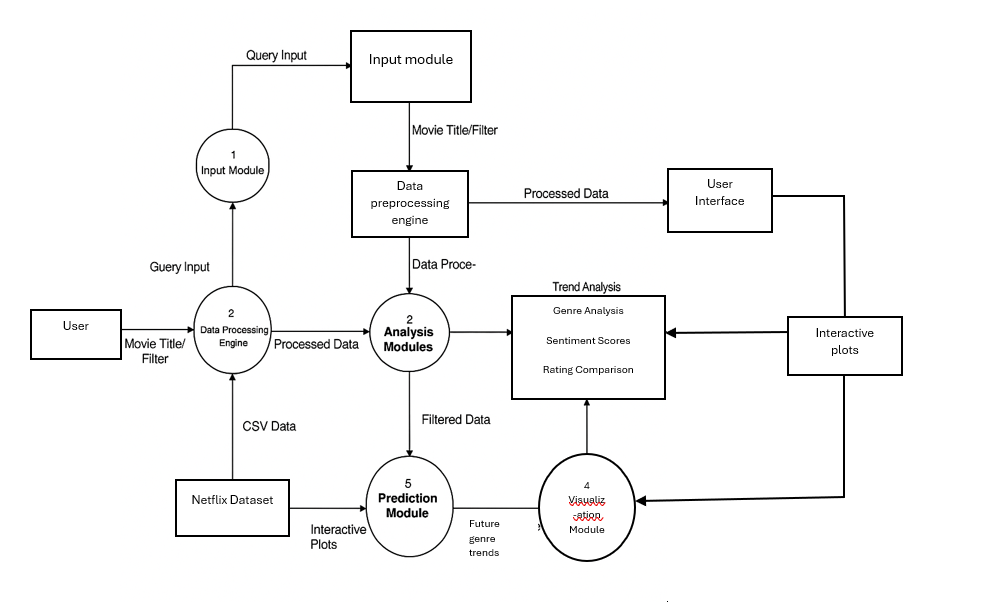 Query Input
Input module
Movie Title/Filter
1
Input Module
Data
preprocessing
engine
Processed Data
User
Interface
Guery Input
Data Proce-
Trend Analysis
Genre Analysis
Sentiment Scores
Rating Comparison
User
Movie Title/
Filter
2
Data Processing
Engine
Processed Data
2
Analysis
Modules
Interactive
plots
CSV Data
Filtered Data
Netflix Dataset
Interactive
Plots
5
Prediction
Module
Future
genre
trends
4
Visualiz
-ation
Module